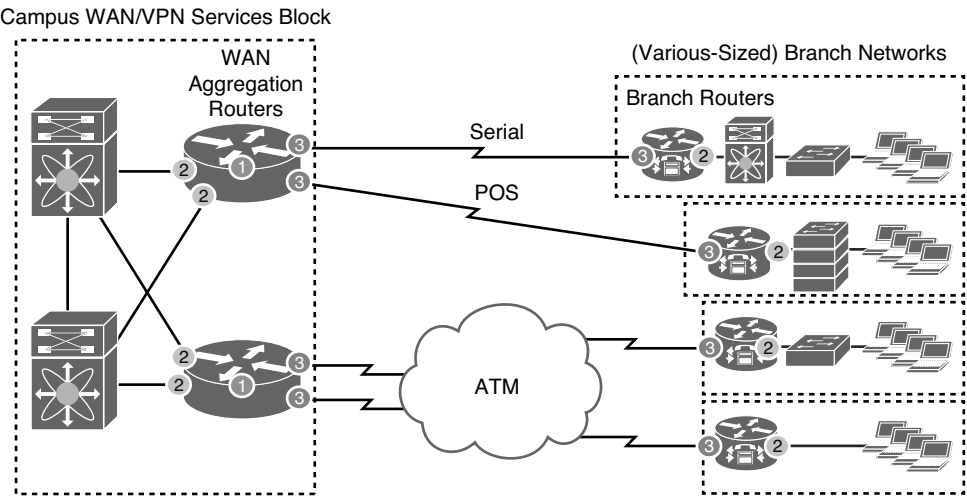 Campus WAN/VPN Services Block
WAN
Aggregation
Routers
(Various-Sized) Branch Networks
Branch Routers
Serial
POS
ATM
3
1
2
3
2
3
2
3
2
2
3
1
2
3
3
2
3
2